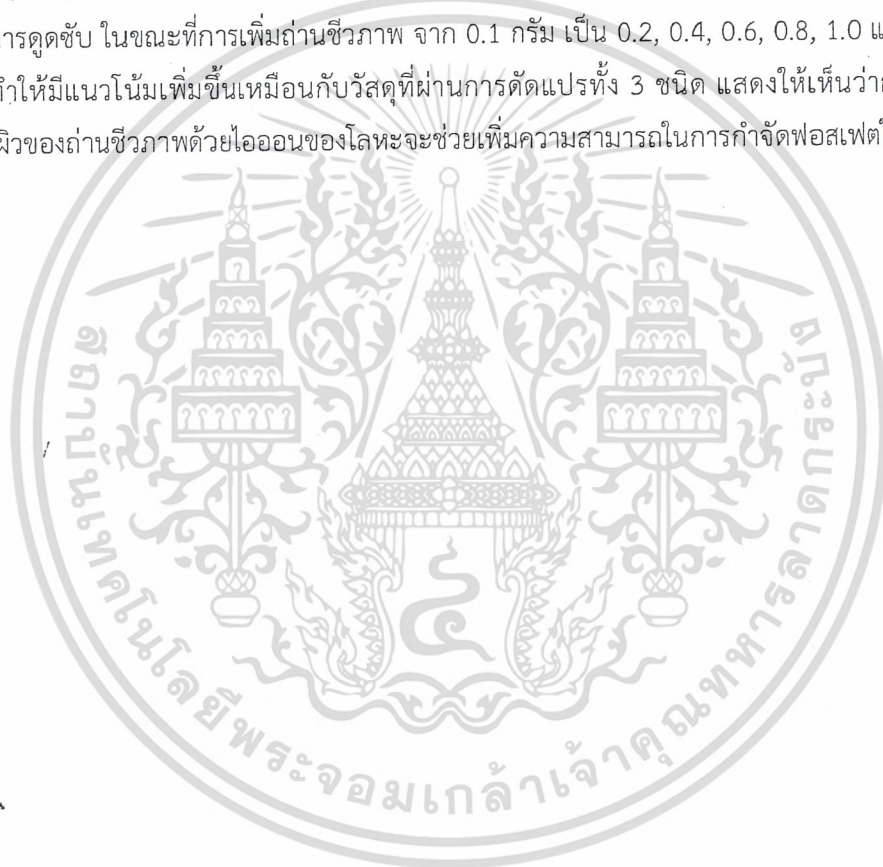 ารดูดซับ ในขณะที่การเพิ่มถ่านชีวภาพ จาก 0.1 กรัม เป็น 0.2, 0.4, 0.6, 0.8, 1.0 แ
ทำให้มีแนวโน้มเพิ่มขึ้นเหมือนกับวัสดุที่ผ่านการดัดแปรทั้ง 3 ชนิด แสดงให้เห็นว่า
ผิวของถ่านชีวภาพด้วยไอออนของโลหะจะช่วยเพิ่มความสามารถในการกำจัดฟอสเฟต
สถาบันเทคโนโลยีพระจอมเกล้าเจ้าคุณทหารลาดกระบัง